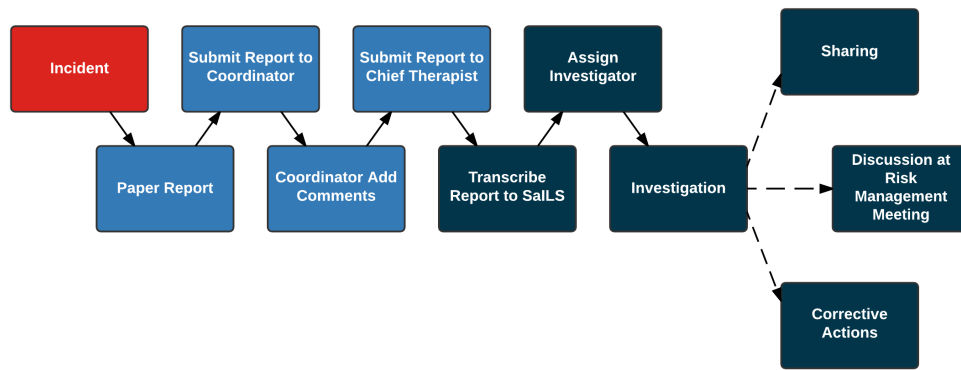 Incident
Paper Report
Submit Report to
Coordinator
Coordinator Add
Comments
Submit Report to
Chief Therapist
Transcribe
Report to SaILS
Assign
Investigator
Investigation
Sharing
Discussion at
Risk
Management
Meeting
Corrective
Actions